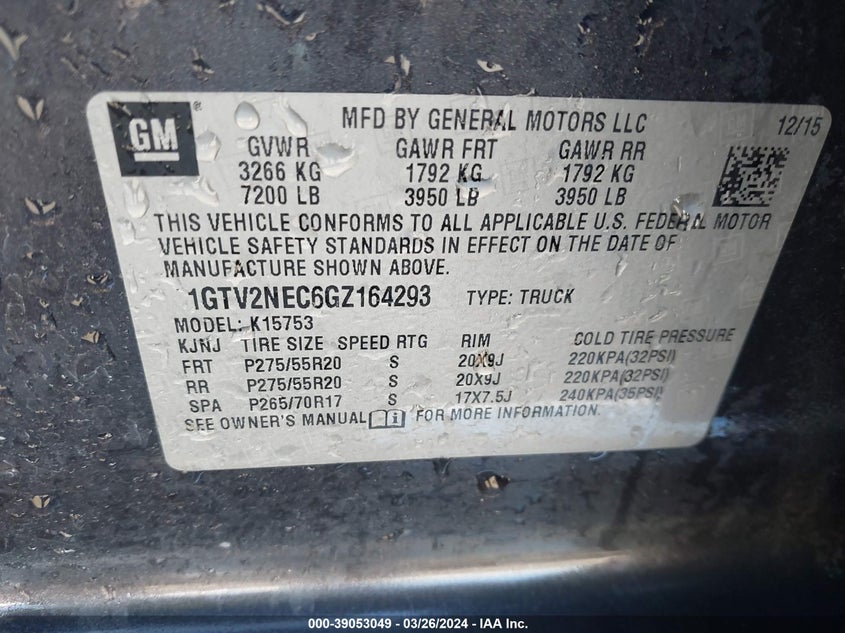 GM ® MFD BY GENERAL MOTORS LLC 12/15
GVWR GAWR FRT GAWR RR
3266 KG 1792 KG 1792 KG
7200 LB 3950 LB 3950 LB
THIS VEHICLE CONFORMS TO ALL APPLICABLE U.S. FEDERAL MOTOR
VEHICLE SAFETY STANDARDS IN EFFECT ON THE DATE OF
MANUFACTURE SHOWN ABOVE.
1GTV2NEC6GZ164293 TYPE: TRUCK
MODEL: K15753
KJNJ TIRE SIZE SPEED RTG RIM COLD TIRE PRESSURE
FRT P275/55R20 S 20X9J 220KPA(32PSI)
RR P275/55R20 S 20X9J 220KPA(32PSI)
SPA P265/70R17 S 17X7.5J 240KPA(35PSI)
SEE OWNER'S MANUAL i FOR MORE INFORMATION.
000-39053049 - 03/26/2024 - IAA Inc.